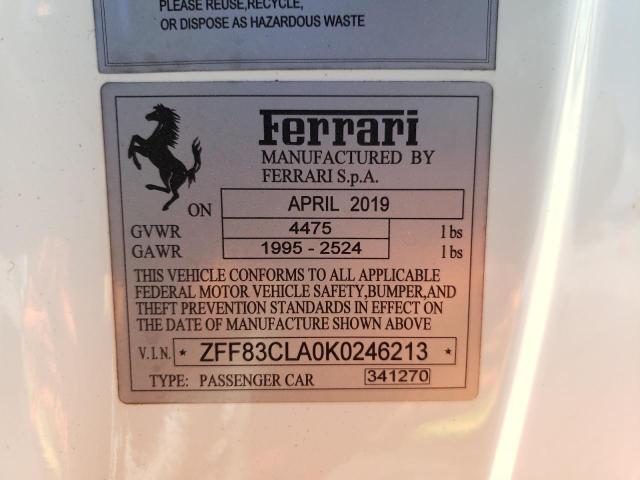 PLEASE REUSE,RECYCLE,
OR DISPOSE AS HAZARDOUS WASTE
Ferrari
MANUFACTURED BY
FERRARI S.p.A.
ON APRIL 2019
GVWR 4475 lbs
GAWR 1995 - 2524 lbs
THIS VEHICLE CONFORMS TO ALL APPLICABLE
FEDERAL MOTOR VEHICLE SAFETY,BUMPER,AND
THEFT PREVENTION STANDARDS IN EFFECT ON
THE DATE OF MANUFACTURE SHOWN ABOVE
V.I.N. * ZFF83CLA0K0246213 *
TYPE: PASSENGER CAR 341270